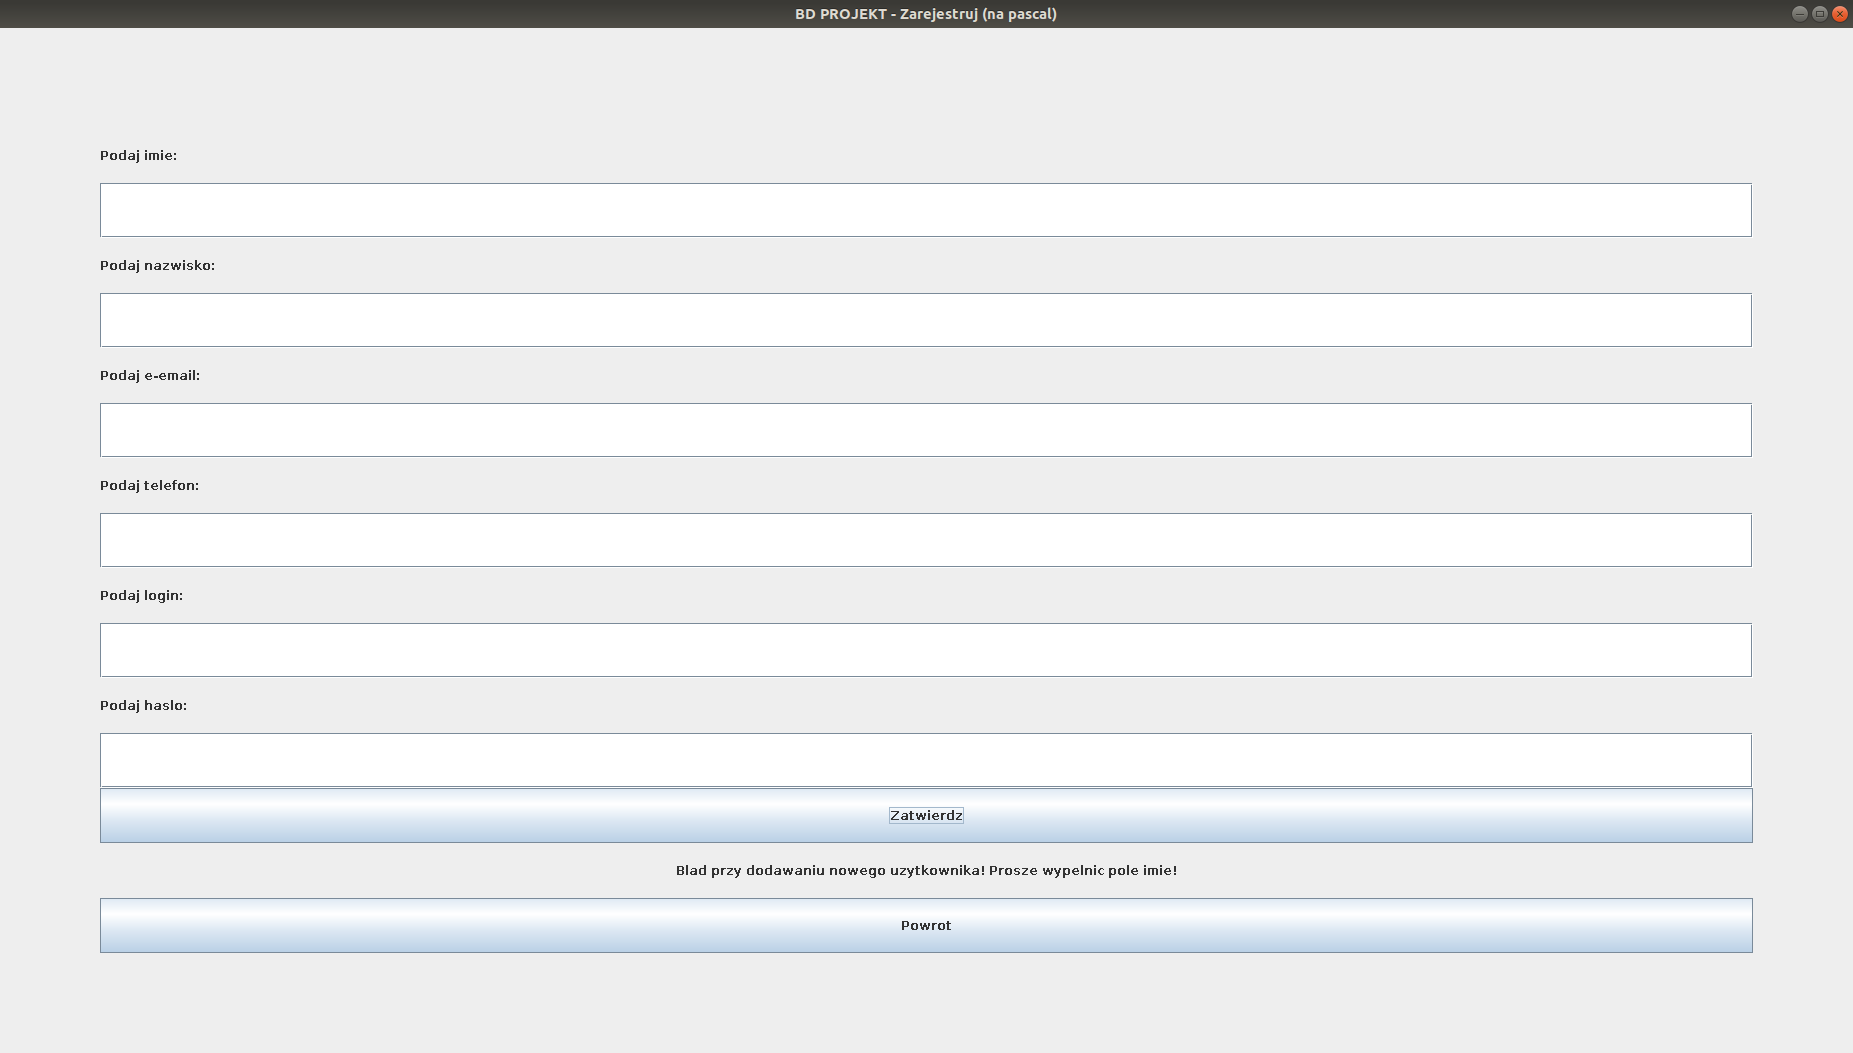 BD PROJEKT - Zarejestruj (na pascal)
Podaj imie:
Podaj nazwisko:
Podaj e-email:
Podaj telefon:
Podaj login:
Podaj haslo:
Zatwierdz
Blad przy dodawaniu nowego uzytkownika! Prosze wypelnic pole imie!
Powrot